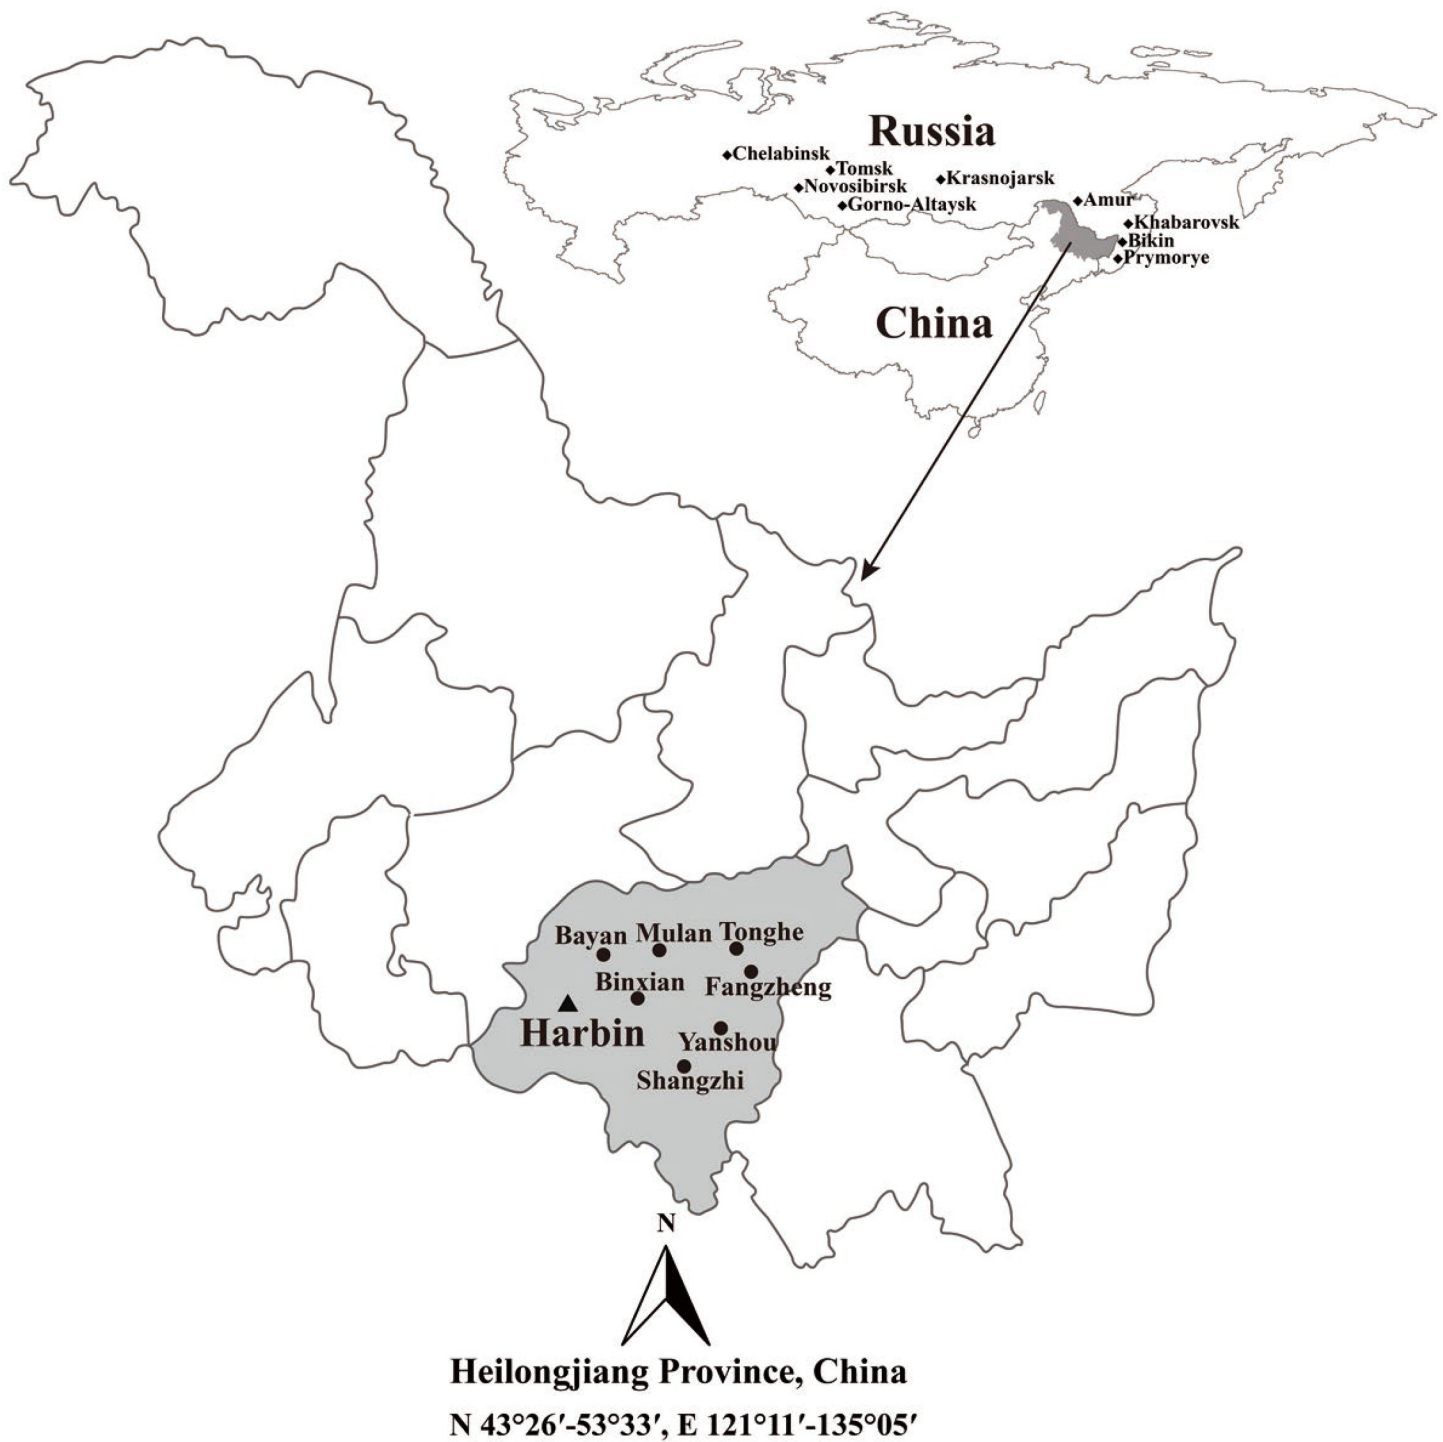 Russia
Chelabinsk
Tomsk
Krasnojarsk
Novosibirsk
Gorno-Altaysk
Amur
Khabarovsk
Bikin
Prymorye
China
Bayan Mulan Tonghe
Binxian Fangzheng
Harbin
Yanshou
Shangzhi
N
Heilongjiang Province, China
N 43°26′-53°33′, E 121°11′-135°05′